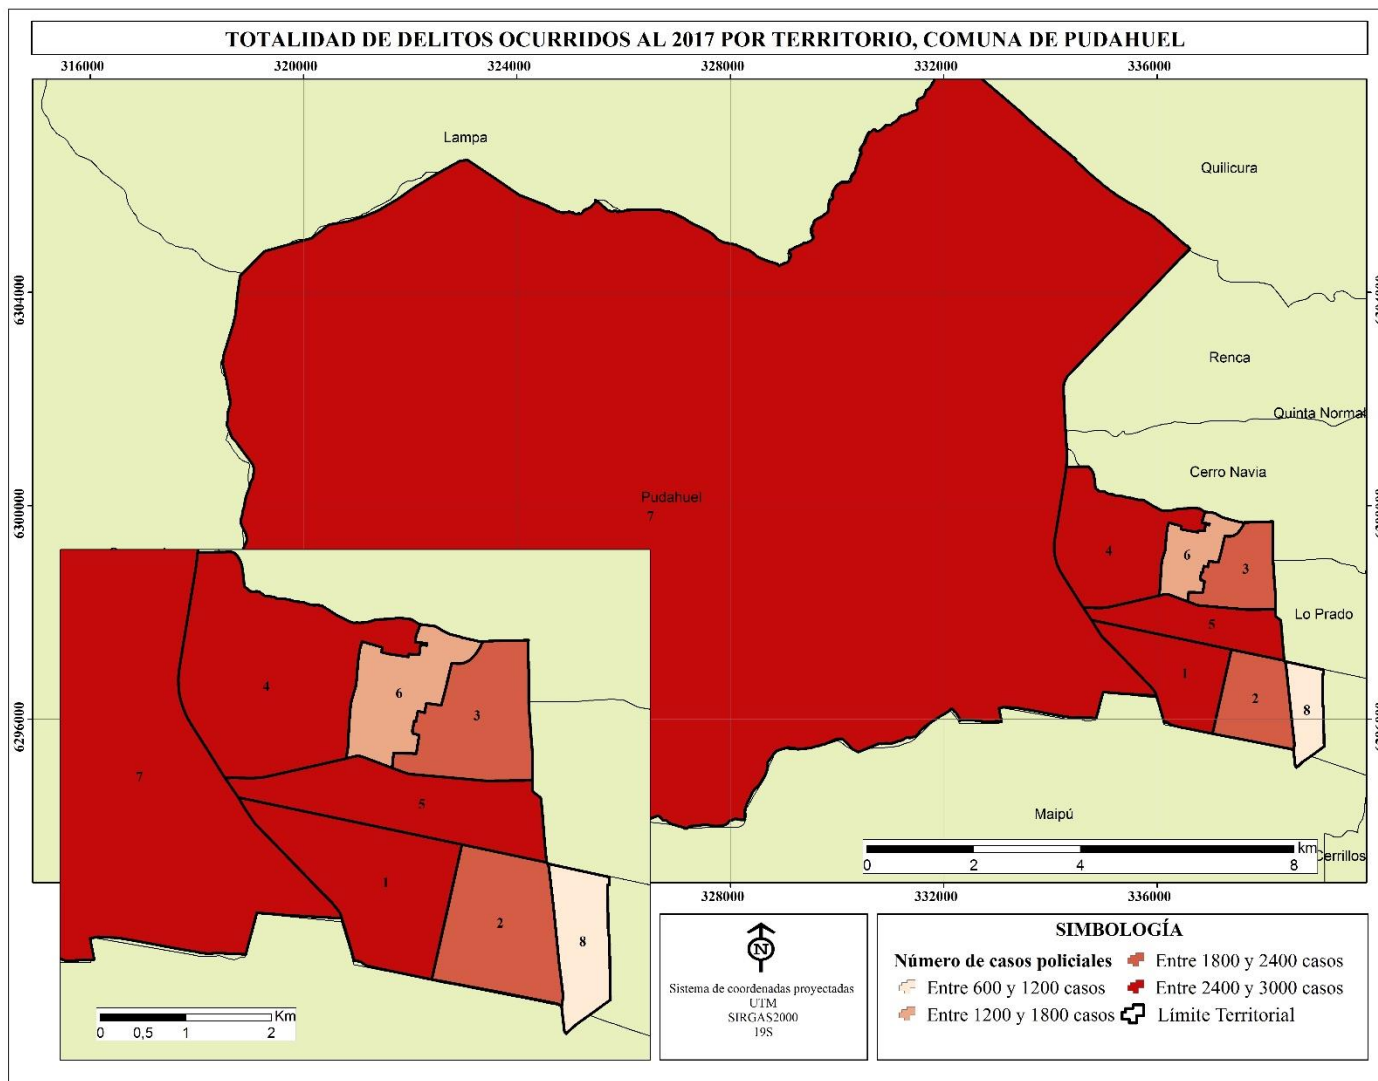 TOTALIDAD DE DELITOS OCURRIDOS AL 2017 POR TERRITORIO, COMUNA DE PUDAHUEL
316000 320000 324000 328000 332000 336000
Lampa
Quilicura
6304000
Renca
Quinta Normal
Cerro Navia
Pudahuel
7
6300000
4 6 3
Lo Prado
5
1 2 8
6296000
4 6 3
7
5
1 2 8
Maipú
Cerrillos
km
0 2 4 8
328000 332000 336000
Km
0 0,5 1 2
N
Sistema de coordenadas proyectadas
UTM
SIRGAS2000
19S
SIMBOLOGÍA
Número de casos policiales
Entre 600 y 1200 casos
Entre 1200 y 1800 casos
Entre 1800 y 2400 casos
Entre 2400 y 3000 casos
Límite Territorial